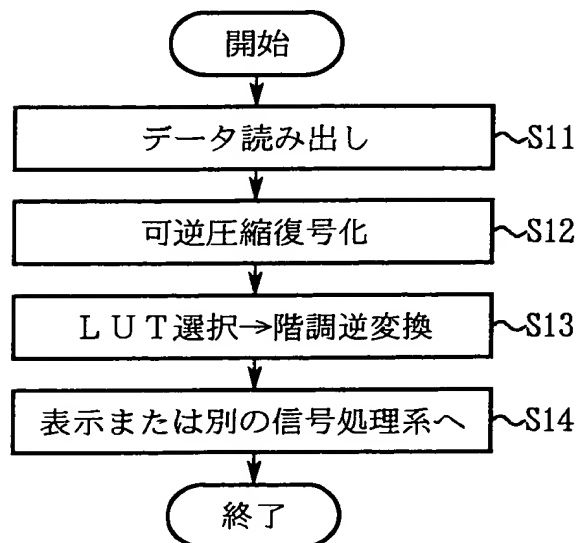 開始
データ読み出し ~S11
可逆圧縮復号化 ~S12
LUT選択→階調逆変換 ~S13
表示または別の信号処理系へ ~S14
終了